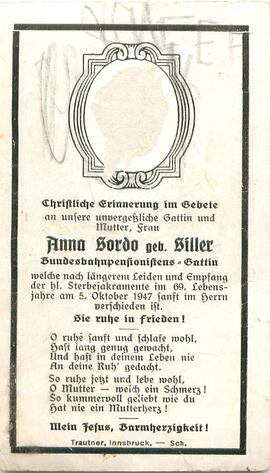 Christliche Erinnerung im Gebete
an unsere unvergeßliche Gattin und
Mutter, Frau
Anna Sordo geb. Siller
Bundesbahnpensionistens-Gattin
welche nach längerem Leiden und Empfang
der hl. Sterbesakramente im 69. Lebens-
jahre am 5. Oktober 1947 sanft im Herrn
verschieden ist.
Sie ruhe in Frieden!
O ruhe sanft und schlafe wohl,
Hast lang genug gewacht,
Und hast in deinem Leben nie
An deine Ruh' gedacht.
So ruhe jetzt und lebe wohl,
O Mutter — welch ein Schmerz!
So kummervoll geliebt wie du
Hat nie ein Mutterherz!
Mein Jesus, Barmherzigkeit!
Trautner, Innsbruck. — Sch.